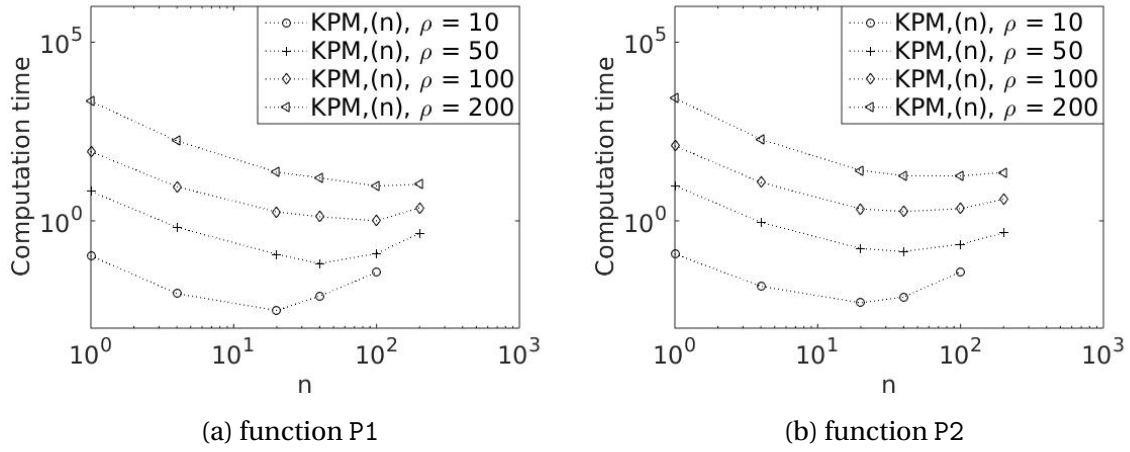 KPM,(n), ρ = 10
KPM,(n), ρ = 50
KPM,(n), ρ = 100
KPM,(n), ρ = 200
10^5
10^0
Computation time
10^0 10^1 10^2 10^3
n
(a) function P1
KPM,(n), ρ = 10
KPM,(n), ρ = 50
KPM,(n), ρ = 100
KPM,(n), ρ = 200
10^5
10^0
Computation time
10^0 10^1 10^2 10^3
n
(b) function P2